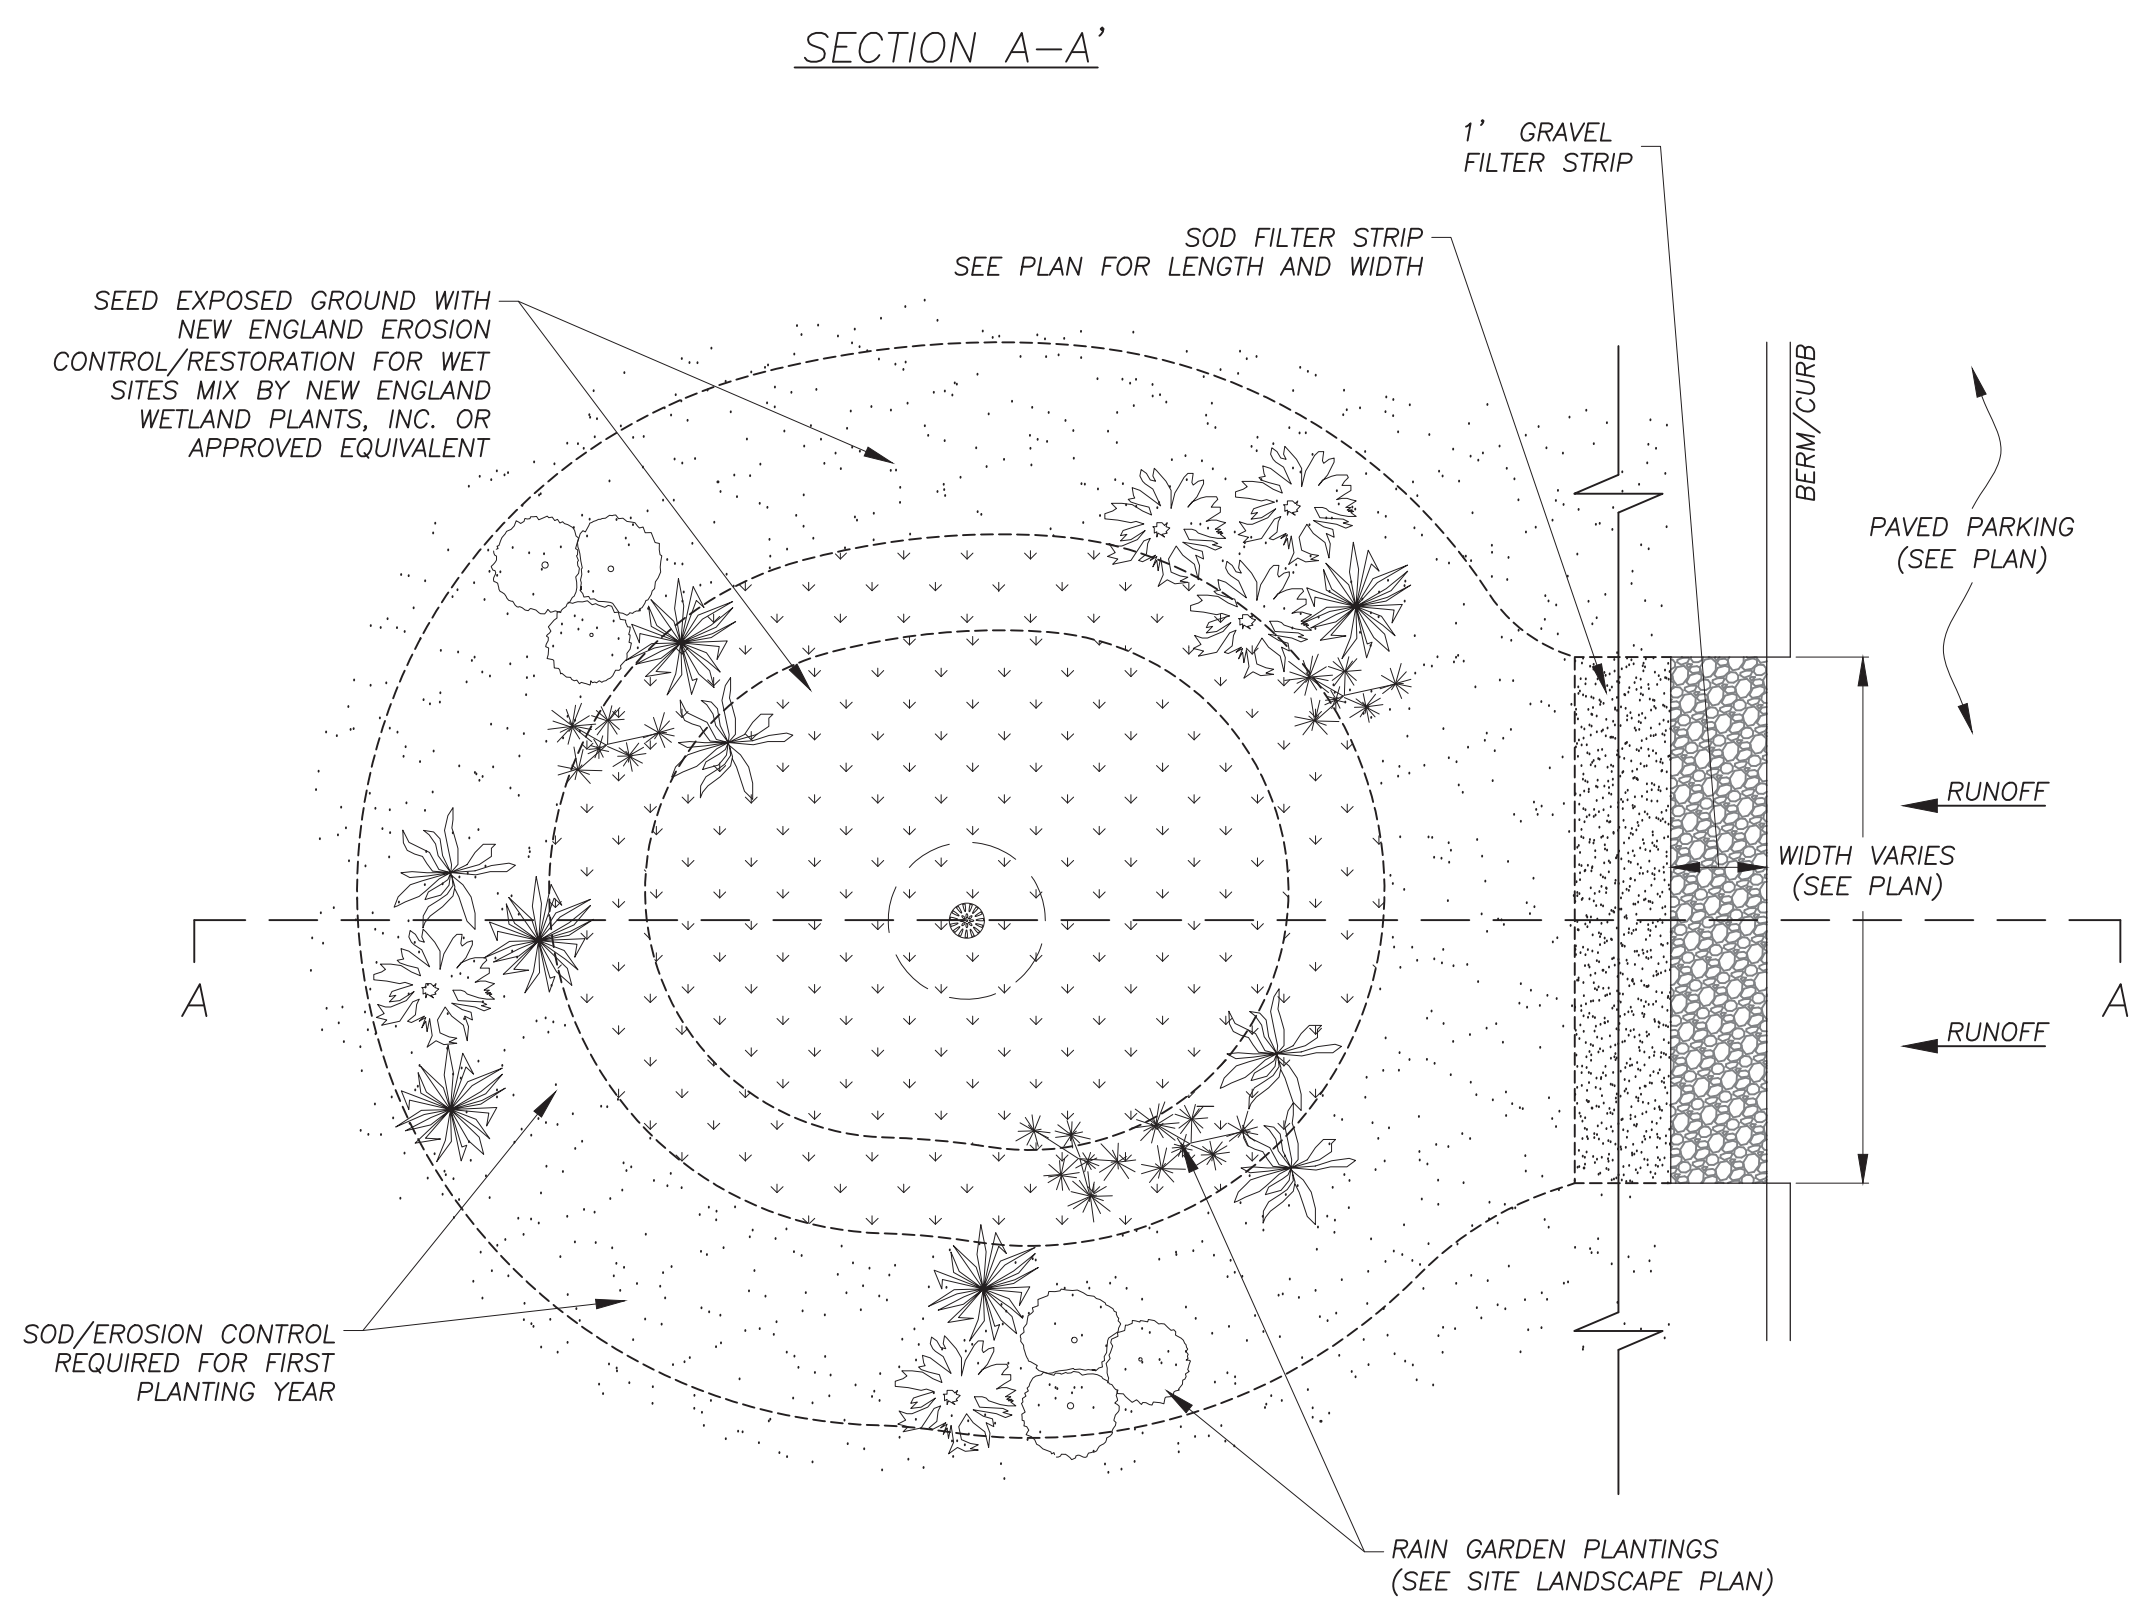 SECTION A-A'
1' GRAVEL
FILTER STRIP
SOD FILTER STRIP
SEE PLAN FOR LENGTH AND WIDTH
SEED EXPOSED GROUND WITH
NEW ENGLAND EROSION
CONTROL/RESTORATION FOR WET
SITES MIX BY NEW ENGLAND
WETLAND PLANTS, INC. OR
APPROVED EQUIVALENT
BERM/CURB
PAVED PARKING
(SEE PLAN)
RUNOFF
WIDTH VARIES
(SEE PLAN)
A
A
RUNOFF
SOD/EROSION CONTROL
REQUIRED FOR FIRST
PLANTING YEAR
RAIN GARDEN PLANTINGS
(SEE SITE LANDSCAPE PLAN)